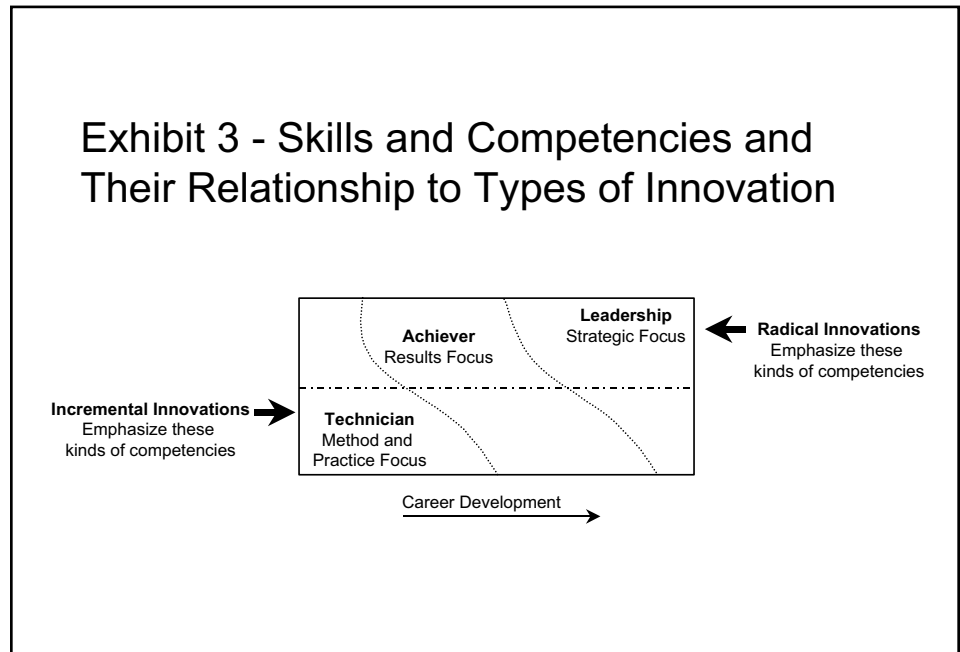 Exhibit 3 - Skills and Competencies and
Their Relationship to Types of Innovation
Leadership
Strategic Focus
Achiever
Results Focus
Radical Innovations
Emphasize these
kinds of competencies
Incremental Innovations
Emphasize these
kinds of competencies
Technician
Method and
Practice Focus
Career Development